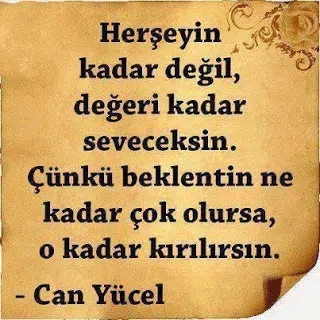 Herşeyin
kadar değil,
değeri kadar
seveceksin.
Çünkü beklentin ne
kadar çok olursa,
o kadar kırılırsın.
- Can Yücel